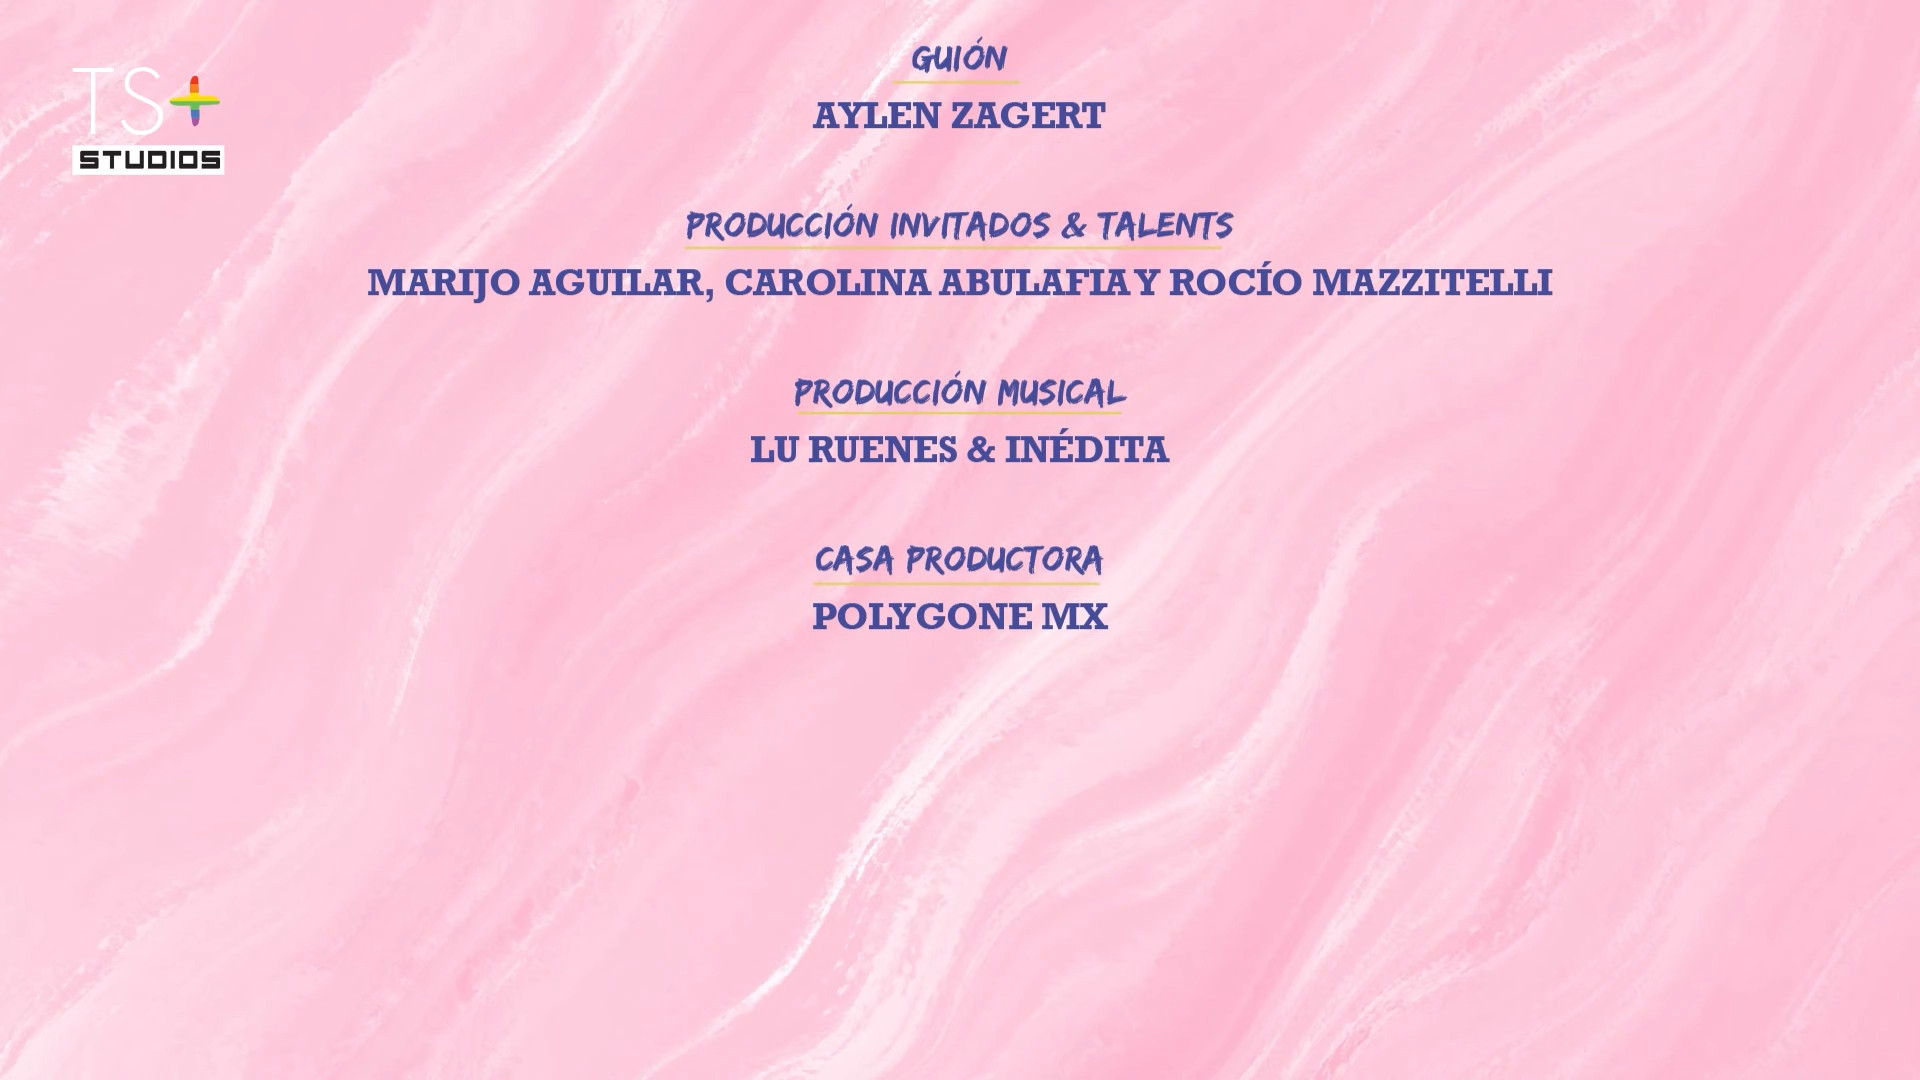 TS+
STUDIOS
GUIÓN
AYLEN ZAGERT
PRODUCCIÓN INVITADOS & TALENTS
MARIJO AGUILAR, CAROLINA ABULAFIA Y ROCÍO MAZZITELLI
PRODUCCIÓN MUSICAL
LU RUENES & INÉDITA
CASA PRODUCTORA
POLYGONE MX